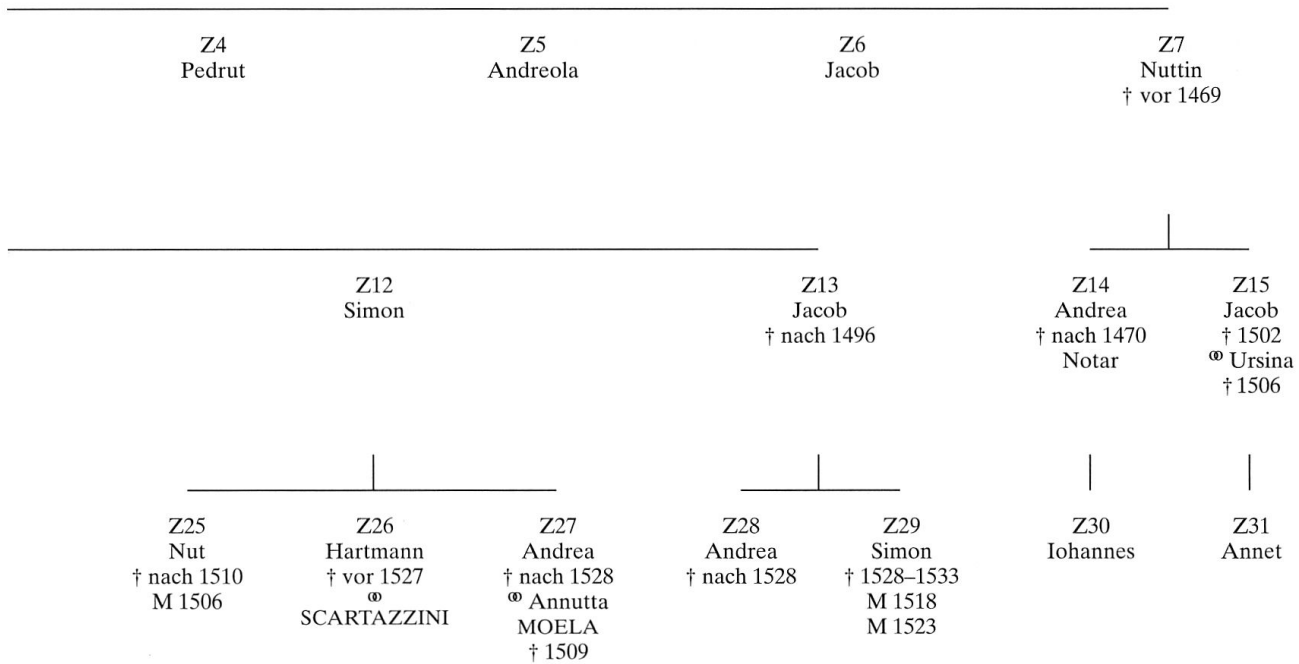 Z4
Pedrut
Z5
Andreola
Z6
Jacob
Z7
Nuttin
† vor 1469
Z12
Simon
Z13
Jacob
† nach 1496
Z14
Andrea
† nach 1470
Notar
Z15
Jacob
† 1502
⚭ Ursina
† 1506
Z25
Nut
† nach 1510
M 1506
Z26
Hartmann
† vor 1527
⚭
SCARTAZZINI
Z27
Andrea
† nach 1528
⚭ Annutta
MOELA
† 1509
Z28
Andrea
† nach 1528
Z29
Simon
† 1528–1533
M 1518
M 1523
Z30
Iohannes
Z31
Annet